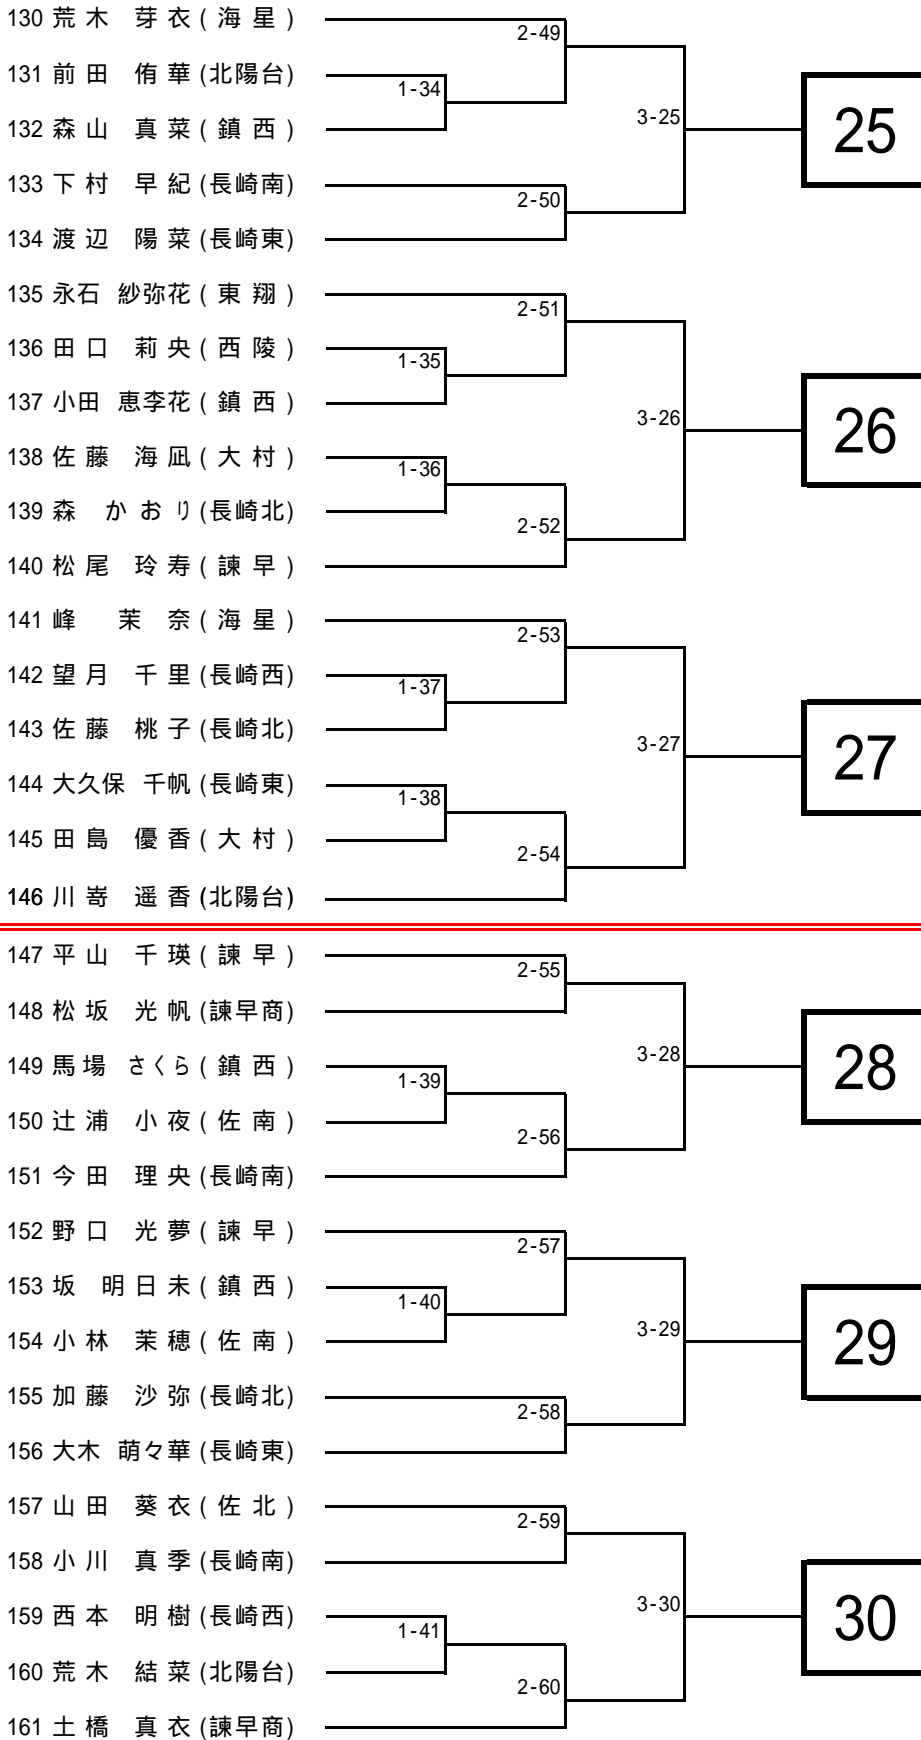 130 荒木 芽衣 (海星)
2-49
131 前田 侑華 (北陽台)
1-34
132 森山 真菜 (鎮西)
3-25
25
133 下村 早紀 (長崎南)
2-50
134 渡辺 陽菜 (長崎東)
135 永石 紗弥花 (東翔)
2-51
136 田口 莉央 (西陵)
1-35
137 小田 恵李花 (鎮西)
3-26
26
138 佐藤 海凪 (大村)
1-36
139 森 かおり (長崎北)
2-52
140 松尾 玲寿 (諫早)
141 峰 茉奈 (海星)
2-53
142 望月 千里 (長崎西)
1-37
143 佐藤 桃子 (長崎北)
3-27
27
144 大久保 千帆 (長崎東)
1-38
145 田島 優香 (大村)
2-54
146 川嵜 遥香 (北陽台)
147 平山 千瑛 (諫早)
2-55
148 松坂 光帆 (諫早商)
3-28
28
149 馬場 さくら (鎮西)
1-39
150 辻浦 小夜 (佐南)
2-56
151 今田 理央 (長崎南)
152 野口 光夢 (諫早)
2-57
153 坂 明日未 (鎮西)
1-40
154 小林 茉穂 (佐南)
3-29
29
155 加藤 沙弥 (長崎北)
2-58
156 大木 萌々華 (長崎東)
157 山田 葵衣 (佐北)
2-59
158 小川 真季 (長崎南)
3-30
30
159 西本 明樹 (長崎西)
1-41
160 荒木 結菜 (北陽台)
2-60
161 土橋 真衣 (諫早商)